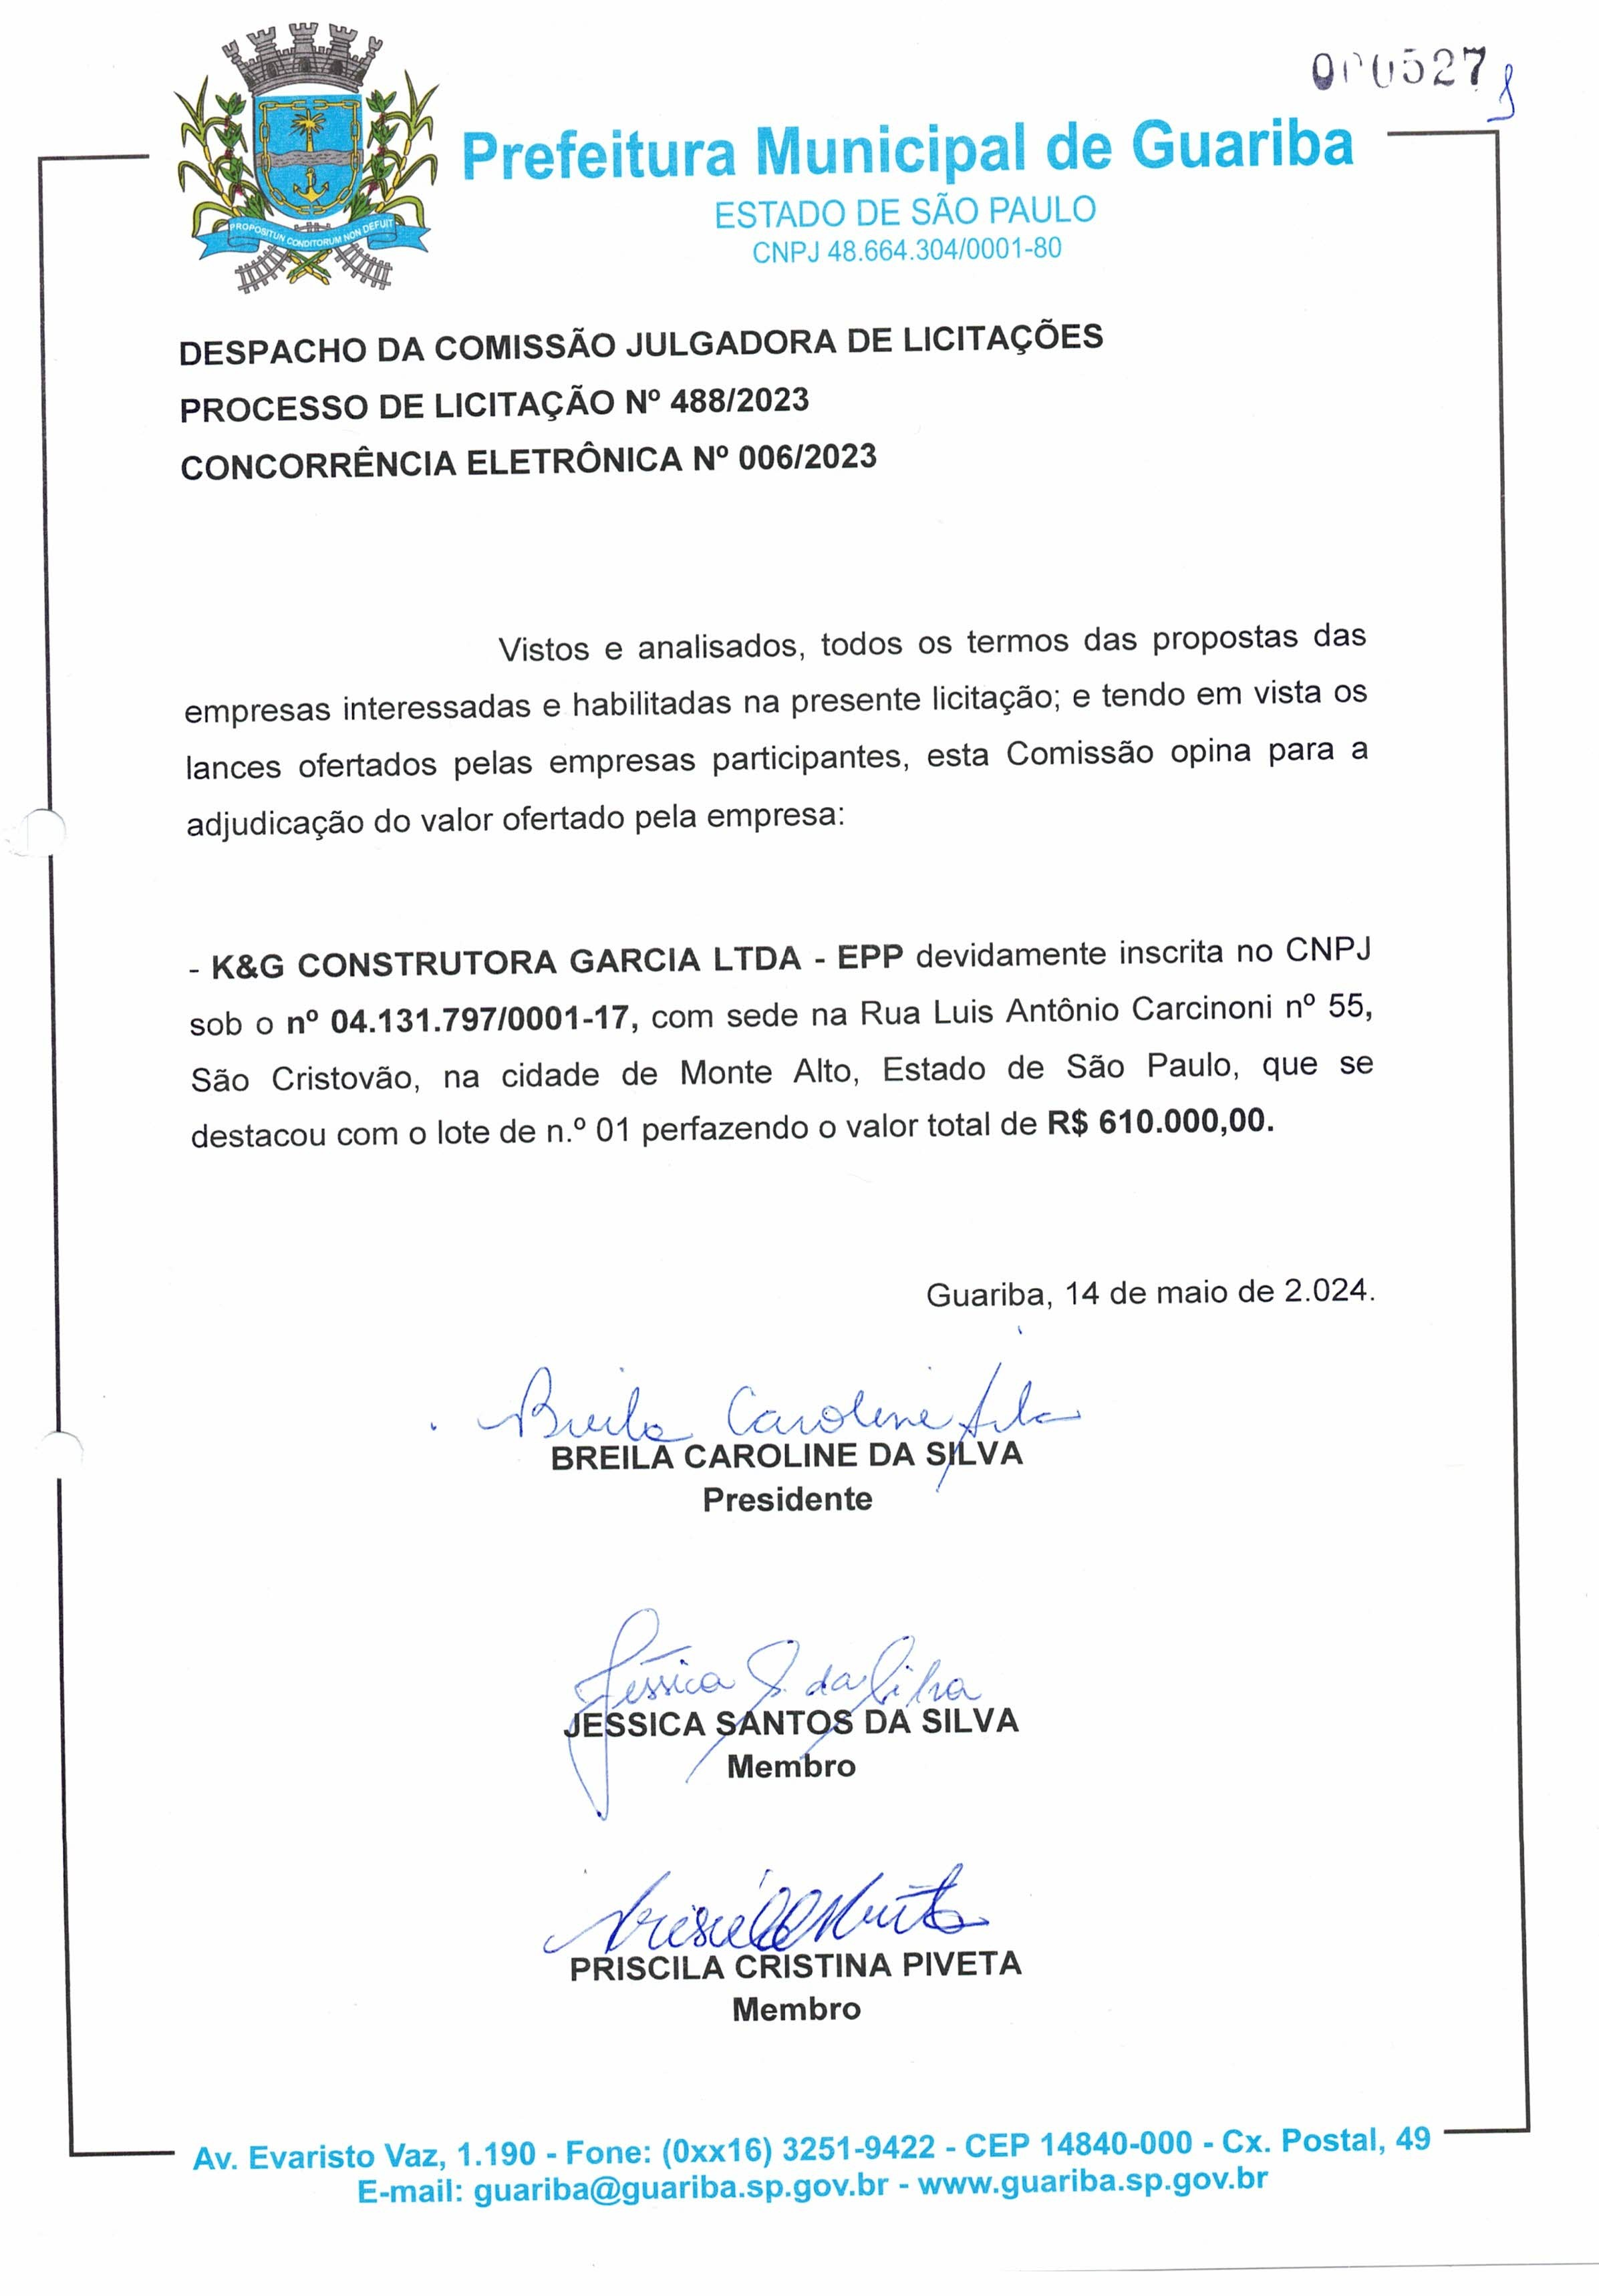 000527
Prefeitura Municipal de Guariba
ESTADO DE SÃO PAULO
CNPJ 48.664.304/0001-80
PROPOSITUN CONDITORUM NON DEFUIT
DESPACHO DA COMISSÃO JULGADORA DE LICITAÇÕES
PROCESSO DE LICITAÇÃO Nº 488/2023
CONCORRÊNCIA ELETRÔNICA Nº 006/2023
Vistos e analisados, todos os termos das propostas das
empresas interessadas e habilitadas na presente licitação; e tendo em vista os
lances ofertados pelas empresas participantes, esta Comissão opina para a
adjudicação do valor ofertado pela empresa:
- K&G CONSTRUTORA GARCIA LTDA - EPP devidamente inscrita no CNPJ
sob o nº 04.131.797/0001-17, com sede na Rua Luis Antônio Carcinoni nº 55,
São Cristovão, na cidade de Monte Alto, Estado de São Paulo, que se
destacou com o lote de n.º 01 perfazendo o valor total de R$ 610.000,00.
Guariba, 14 de maio de 2.024.
Breila Caroline Silva
BREILA CAROLINE DA SILVA
Presidente
Jéssica S. da Silva
JESSICA SANTOS DA SILVA
Membro
PRISCILA CRISTINA PIVETA
Membro
Av. Evaristo Vaz, 1.190 - Fone: (0xx16) 3251-9422 - CEP 14840-000 - Cx. Postal, 49
E-mail: guariba@guariba.sp.gov.br - www.guariba.sp.gov.br